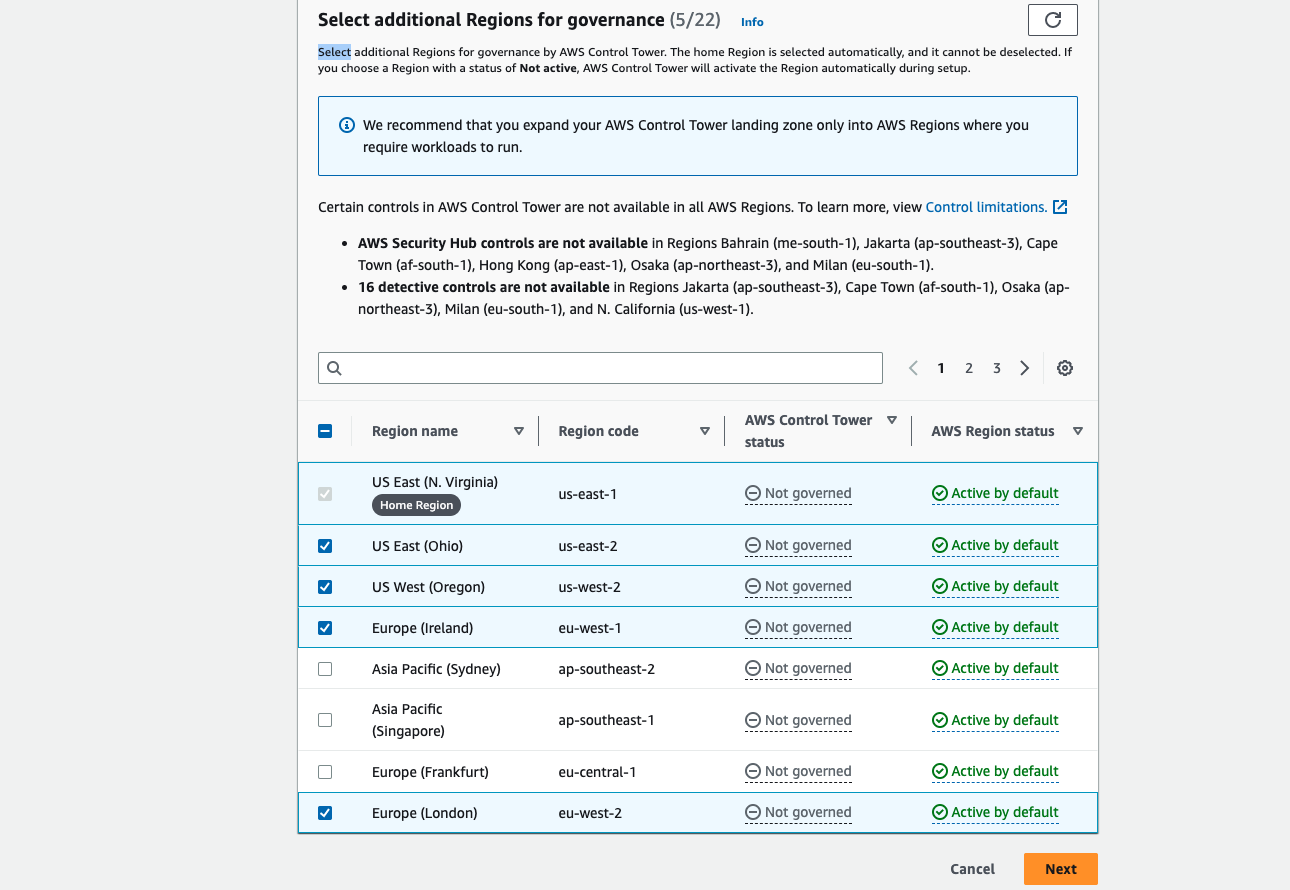 Select additional Regions for governance (5/22) Info
Select additional Regions for governance by AWS Control Tower. The home Region is selected automatically, and it cannot be deselected. If
you choose a Region with a status of Not active, AWS Control Tower will activate the Region automatically during setup.
We recommend that you expand your AWS Control Tower landing zone only into AWS Regions where you
require workloads to run.
Certain controls in AWS Control Tower are not available in all AWS Regions. To learn more, view Control limitations.
• AWS Security Hub controls are not available in Regions Bahrain (me-south-1), Jakarta (ap-southeast-3), Cape
Town (af-south-1), Hong Kong (ap-east-1), Osaka (ap-northeast-3), and Milan (eu-south-1).
• 16 detective controls are not available in Regions Jakarta (ap-southeast-3), Cape Town (af-south-1), Osaka (ap-
northeast-3), Milan (eu-south-1), and N. California (us-west-1).
1 2 3
Region name Region code AWS Control Tower
status AWS Region status
US East (N. Virginia)
Home Region us-east-1 Not governed Active by default
US East (Ohio) us-east-2 Not governed Active by default
US West (Oregon) us-west-2 Not governed Active by default
Europe (Ireland) eu-west-1 Not governed Active by default
Asia Pacific (Sydney) ap-southeast-2 Not governed Active by default
Asia Pacific
(Singapore) ap-southeast-1 Not governed Active by default
Europe (Frankfurt) eu-central-1 Not governed Active by default
Europe (London) eu-west-2 Not governed Active by default
Cancel Next